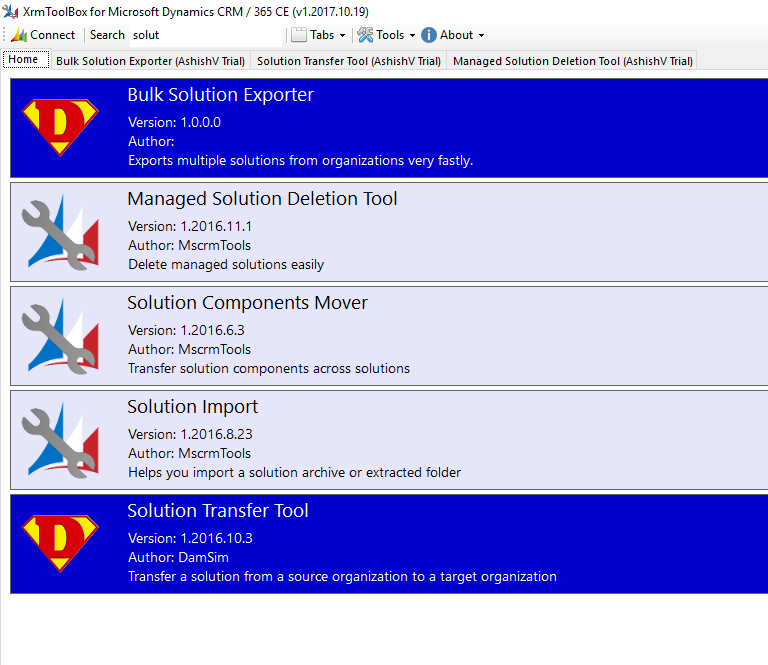 XrmToolBox for Microsoft Dynamics CRM / 365 CE (v1.2017.10.19)
Connect Search solut Tabs Tools About
Home Bulk Solution Exporter (AshishV Trial) Solution Transfer Tool (AshishV Trial) Managed Solution Deletion Tool (AshishV Trial)
Bulk Solution Exporter
Version: 1.0.0.0
Author:
Exports multiple solutions from organizations very fastly.
Managed Solution Deletion Tool
Version: 1.2016.11.1
Author: MscrmTools
Delete managed solutions easily
Solution Components Mover
Version: 1.2016.6.3
Author: MscrmTools
Transfer solution components across solutions
Solution Import
Version: 1.2016.8.23
Author: MscrmTools
Helps you import a solution archive or extracted folder
Solution Transfer Tool
Version: 1.2016.10.3
Author: DamSim
Transfer a solution from a source organization to a target organization